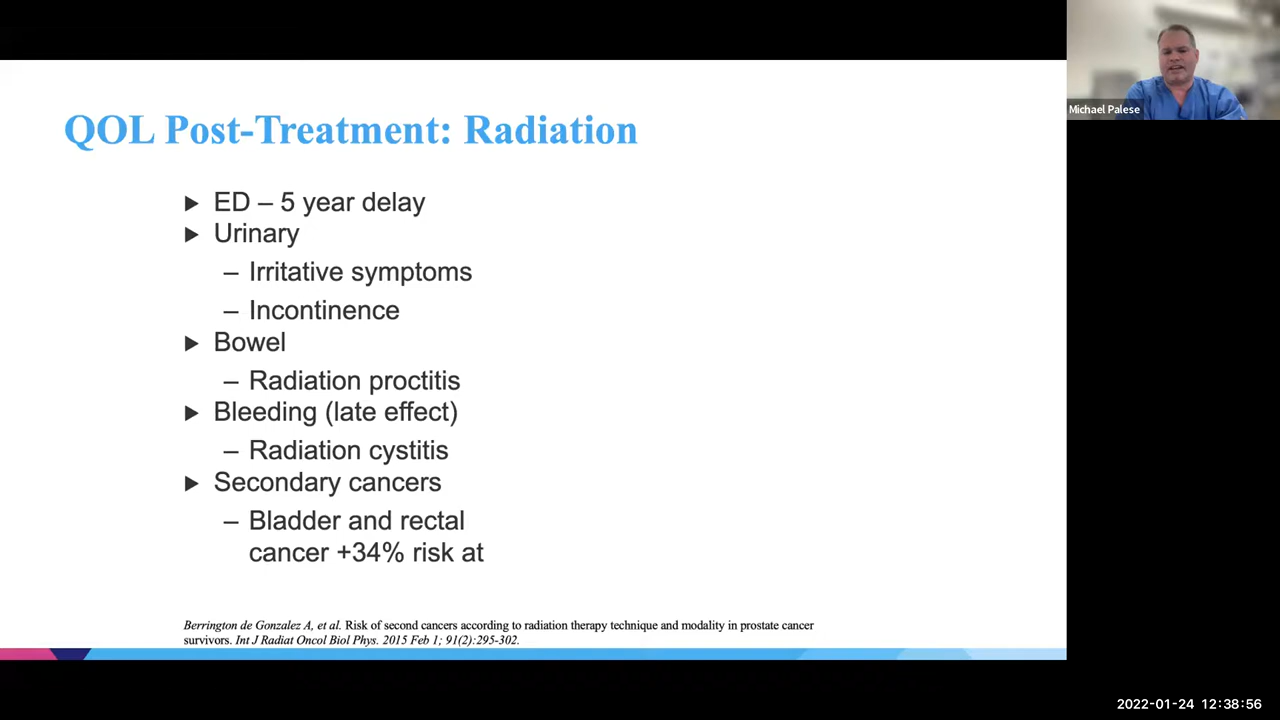 QOL Post-Treatment: Radiation
ED – 5 year delay
Urinary
– Irritative symptoms
– Incontinence
Bowel
– Radiation proctitis
Bleeding (late effect)
– Radiation cystitis
Secondary cancers
– Bladder and rectal
cancer +34% risk at
Berrington de Gonzalez A, et al. Risk of second cancers according to radiation therapy technique and modality in prostate cancer
survivors. Int J Radiat Oncol Biol Phys. 2015 Feb 1; 91(2):295-302.
Michael Palese
2022-01-24 12:38:56